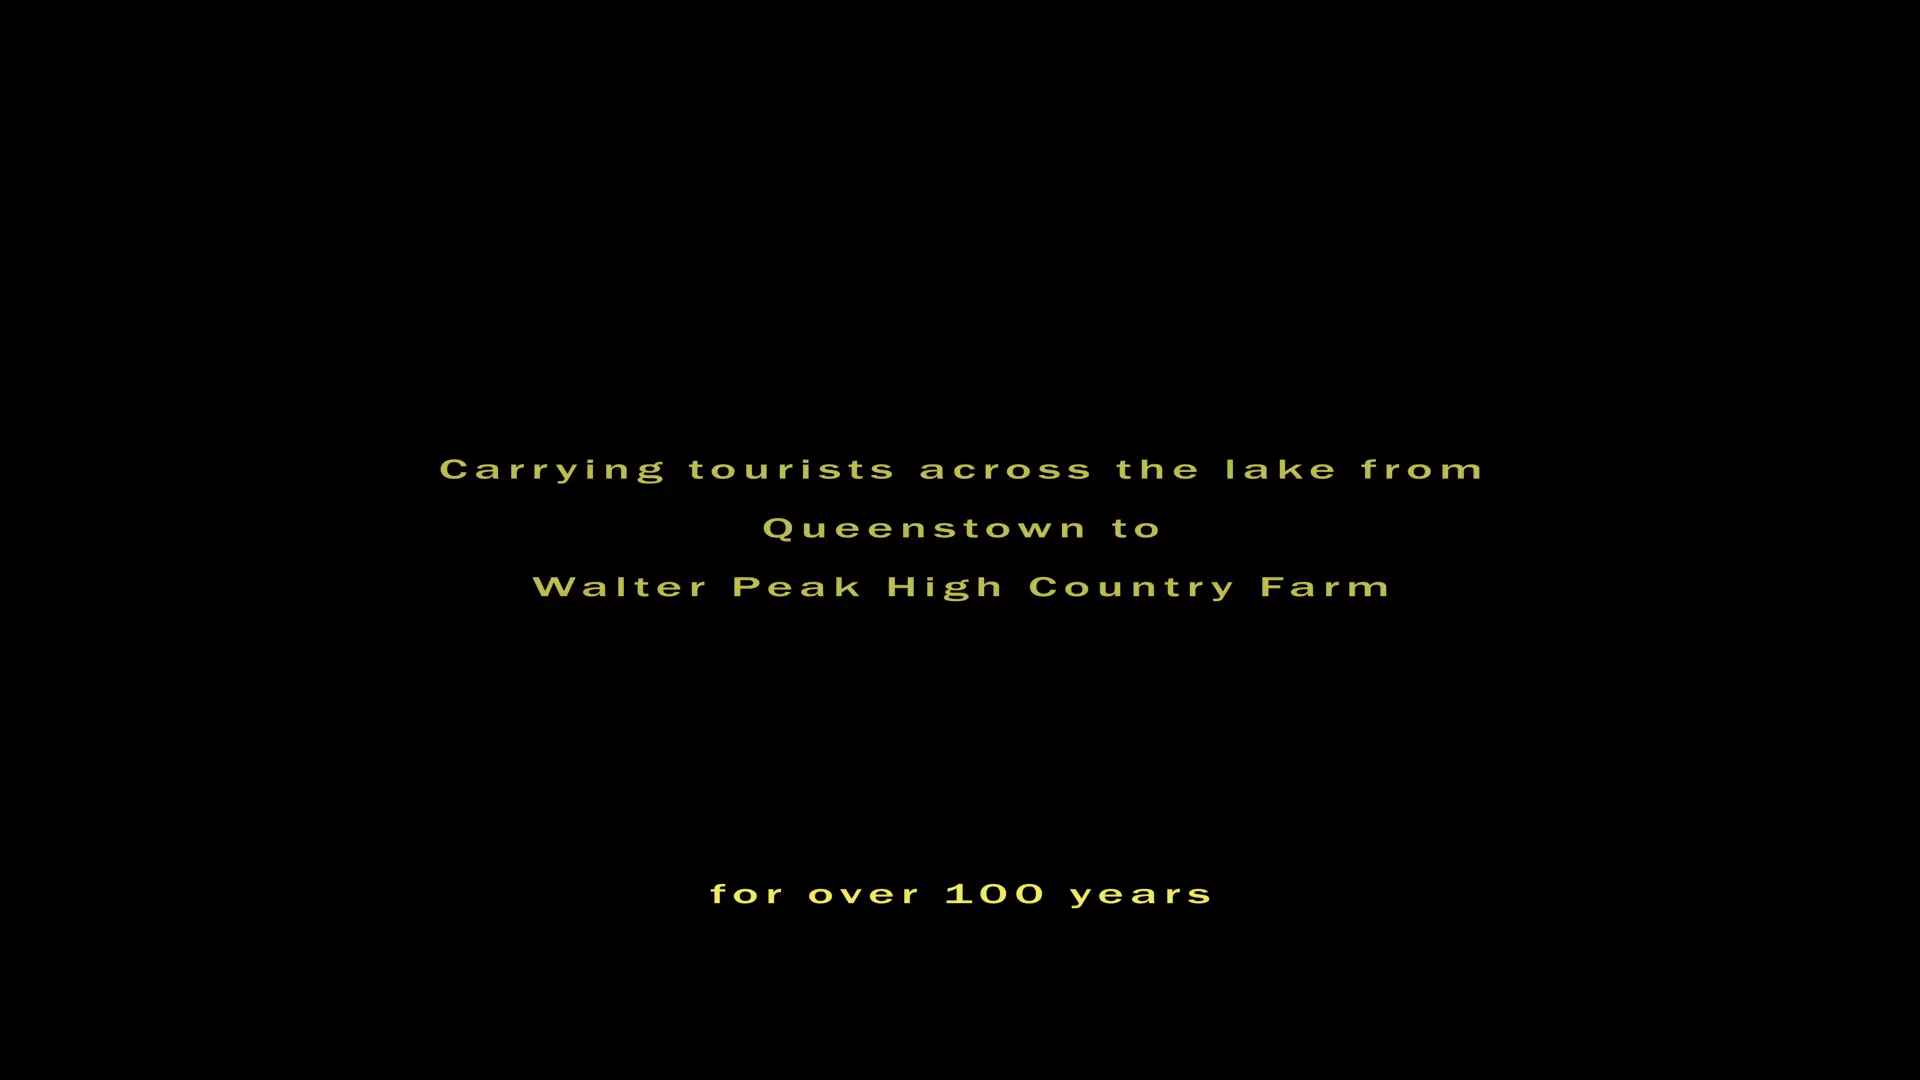 Carrying tourists across the lake from
Queenstown to
Walter Peak High Country Farm
for over 100 years